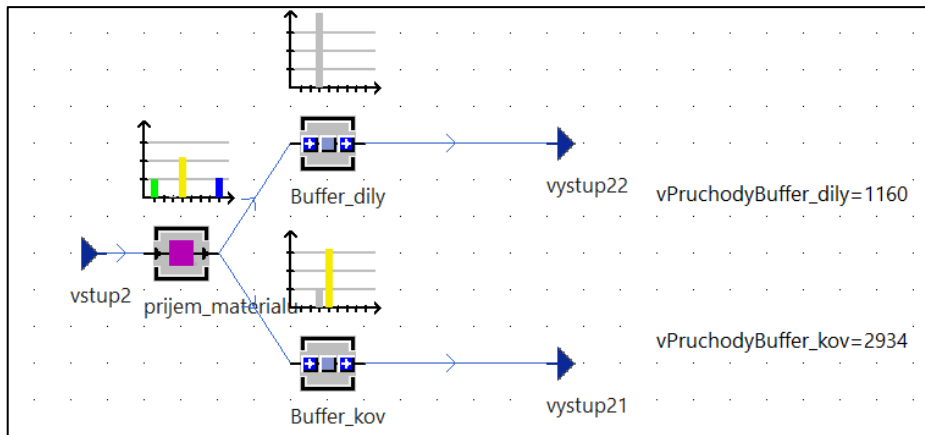 Buffer_dily
vystup22
vPruchodyBuffer_dily=1160
vstup2
prijem_materialu
vPruchodyBuffer_kov=2934
Buffer_kov
vystup21